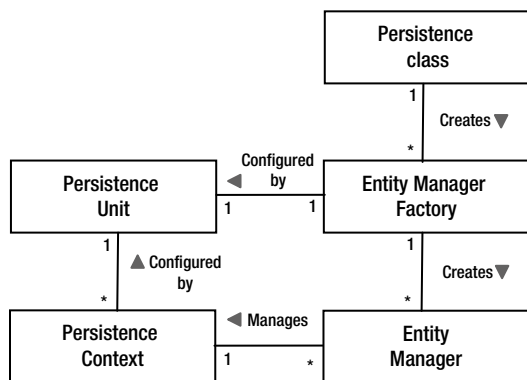 Persistence
class
1
Creates
*
Configured
by
Persistence
Unit
1
1
Entity Manager
Factory
1
Configured
by
*
1
Creates
*
Persistence
Context
Manages
1
*
Entity
Manager